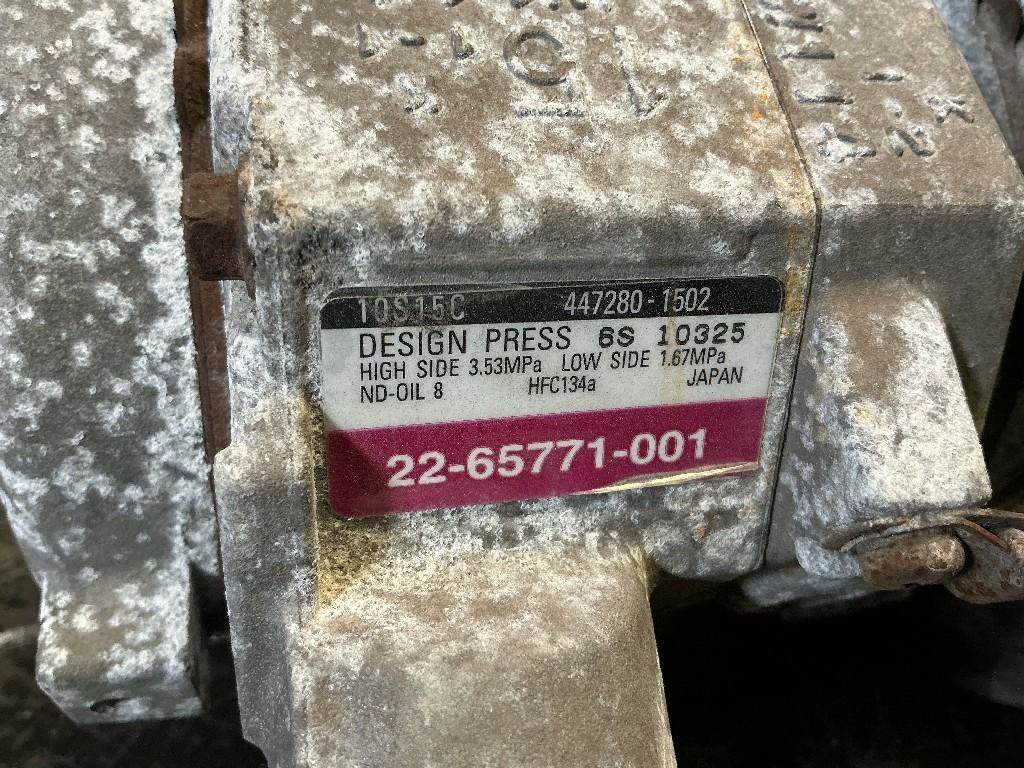 10S15C 447280-1502
DESIGN PRESS 6S 10325
HIGH SIDE 3.53MPa LOW SIDE 1.67MPa
ND-OIL 8 HFC134a JAPAN
22-65771-001
K-2